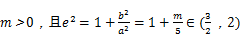 m > 0 ，且e² = 1 + b²/a² = 1 + m/5 ∈ (3/2 ，2)